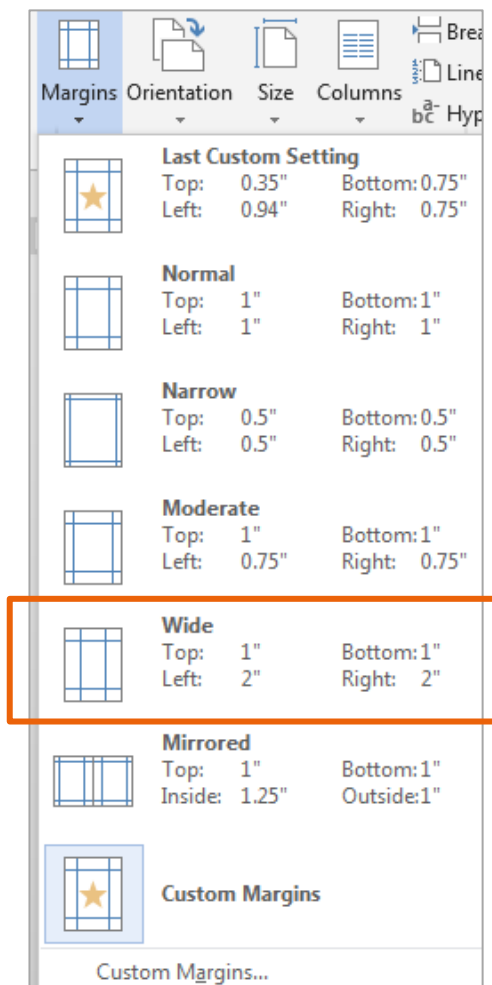 Brea
Line
Margins Orientation Size Columns
bc a- Hyp
Last Custom Setting
Top: 0.35" Bottom: 0.75"
Left: 0.94" Right: 0.75"
Normal
Top: 1" Bottom: 1"
Left: 1" Right: 1"
Narrow
Top: 0.5" Bottom: 0.5"
Left: 0.5" Right: 0.5"
Moderate
Top: 1" Bottom: 1"
Left: 0.75" Right: 0.75"
Wide
Top: 1" Bottom: 1"
Left: 2" Right: 2"
Mirrored
Top: 1" Bottom: 1"
Inside: 1.25" Outside: 1"
Custom Margins
Custom Margins...